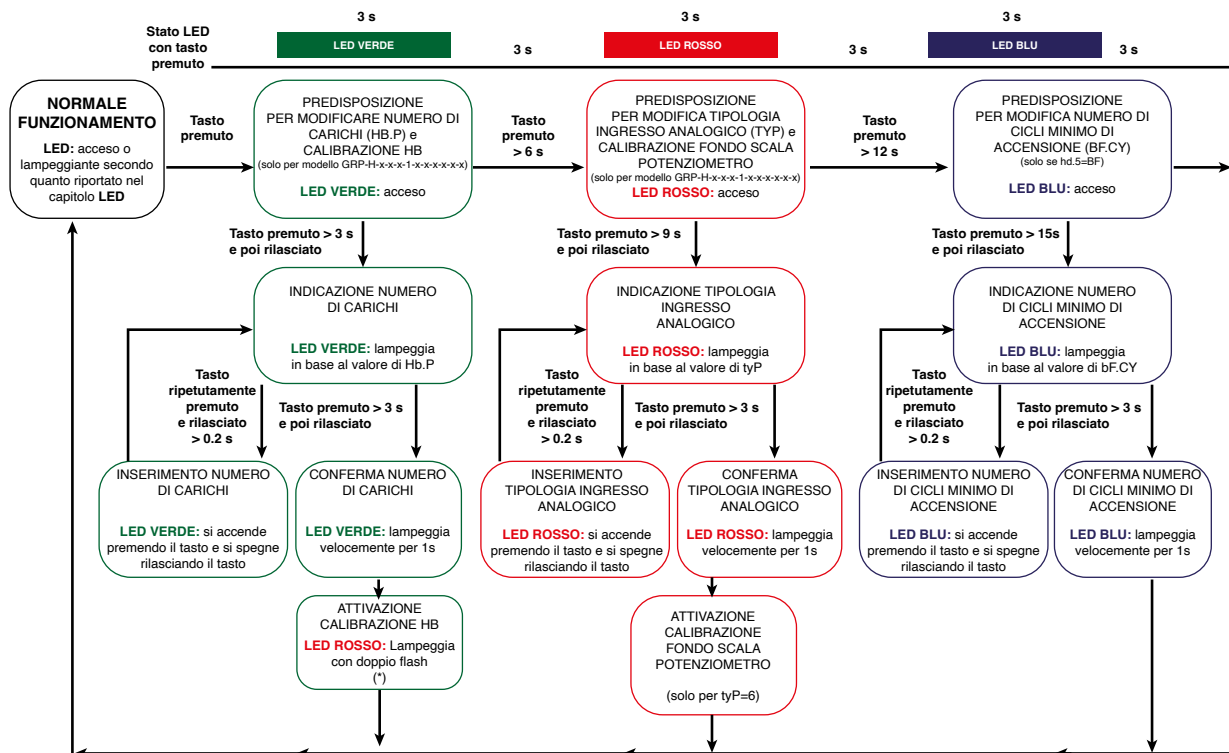 3 s
3 s
3 s
Stato LED
con tasto
premuto
LED VERDE
3 s
LED ROSSO
3 s
LED BLU
3 s
NORMALE
FUNZIONAMENTO
LED: acceso o
lampeggiante secondo
quanto riportato nel
capitolo LED
Tasto
premuto
PREDISPOSIZIONE
PER MODIFICARE NUMERO DI
CARICHI (HB.P) e
CALIBRAZIONE HB
(solo per modello GRP-H-x-x-x-1-x-x-x-x-x-x)
LED VERDE: acceso
Tasto
premuto
> 6 s
PREDISPOSIZIONE
PER MODIFICA TIPOLOGIA
INGRESSO ANALOGICO (TYP) e
CALIBRAZIONE FONDO SCALA
POTENZIOMETRO
(solo per modello GRP-H-x-x-x-1-x-x-x-x-x-x)
LED ROSSO: acceso
Tasto
premuto
> 12 s
PREDISPOSIZIONE
PER MODIFICA NUMERO DI
CICLI MINIMO DI
ACCENSIONE (BF.CY)
(solo se hd.5=BF)
LED BLU: acceso
Tasto premuto > 3 s
e poi rilasciato
Tasto premuto > 9 s
e poi rilasciato
Tasto premuto > 15s
e poi rilasciato
INDICAZIONE NUMERO
DI CARICHI
LED VERDE: lampeggia
in base al valore di Hb.P
INDICAZIONE TIPOLOGIA
INGRESSO
ANALOGICO
LED ROSSO: lampeggia
in base al valore di tyP
INDICAZIONE NUMERO
DI CICLI MINIMO DI
ACCENSIONE
LED BLU: lampeggia
in base al valore di bF.CY
Tasto
ripetutamente
premuto
e rilasciato
> 0.2 s
Tasto premuto > 3 s
e poi rilasciato
Tasto
ripetutamente
premuto
e rilasciato
> 0.2 s
Tasto premuto > 3 s
e poi rilasciato
Tasto
ripetutamente
premuto
e rilasciato
> 0.2 s
Tasto premuto > 3 s
e poi rilasciato
INSERIMENTO NUMERO
DI CARICHI
LED VERDE: si accende
premendo il tasto e si spegne
rilasciando il tasto
CONFERMA NUMERO
DI CARICHI
LED VERDE: lampeggia
velocemente per 1s
INSERIMENTO
TIPOLOGIA INGRESSO
ANALOGICO
LED ROSSO: si accende
premendo il tasto e si spegne
rilasciando il tasto
CONFERMA
TIPOLOGIA INGRESSO
ANALOGICO
LED ROSSO: lampeggia
velocemente per 1s
INSERIMENTO NUMERO
DI CICLI MINIMO DI
ACCENSIONE
LED BLU: si accende
premendo il tasto e si spegne
rilasciando il tasto
CONFERMA NUMERO
DI CICLI MINIMO DI
ACCENSIONE
LED BLU: lampeggia
velocemente per 1s
ATTIVAZIONE
CALIBRAZIONE HB
LED ROSSO: Lampeggia
con doppio flash
(*)
ATTIVAZIONE
CALIBRAZIONE
FONDO SCALA
POTENZIOMETRO
(solo per tyP=6)